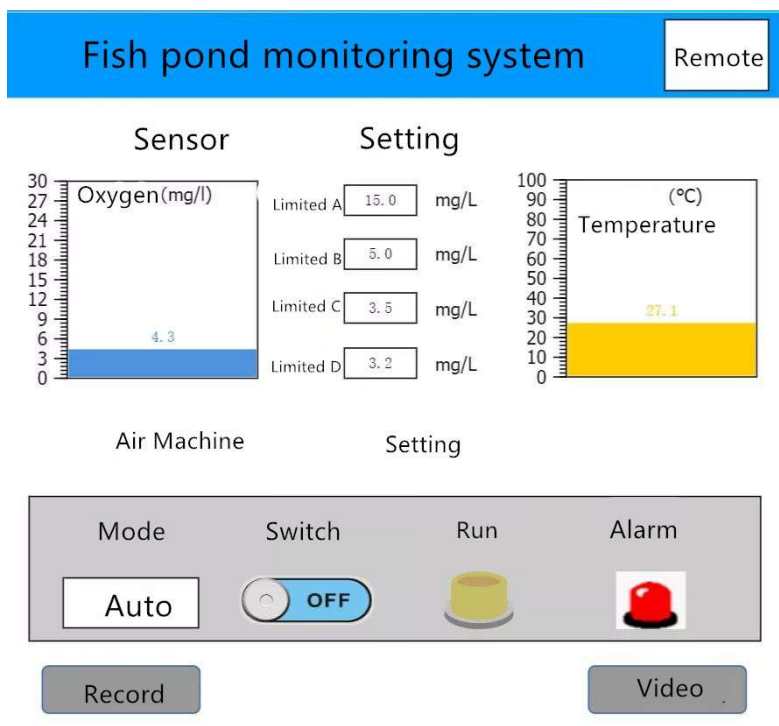 Fish pond monitoring system
Remote
Sensor Setting
30
27
24
21
18
15
12
9
6
3
0
Oxygen(mg/l)
4.3
Limited A 15.0 mg/L
Limited B 5.0 mg/L
Limited C 3.5 mg/L
Limited D 3.2 mg/L
100
90
80
70
60
50
40
30
20
10
0
(°C)
Temperature
27.1
Air Machine Setting
Mode Switch Run Alarm
Auto OFF
Record Video